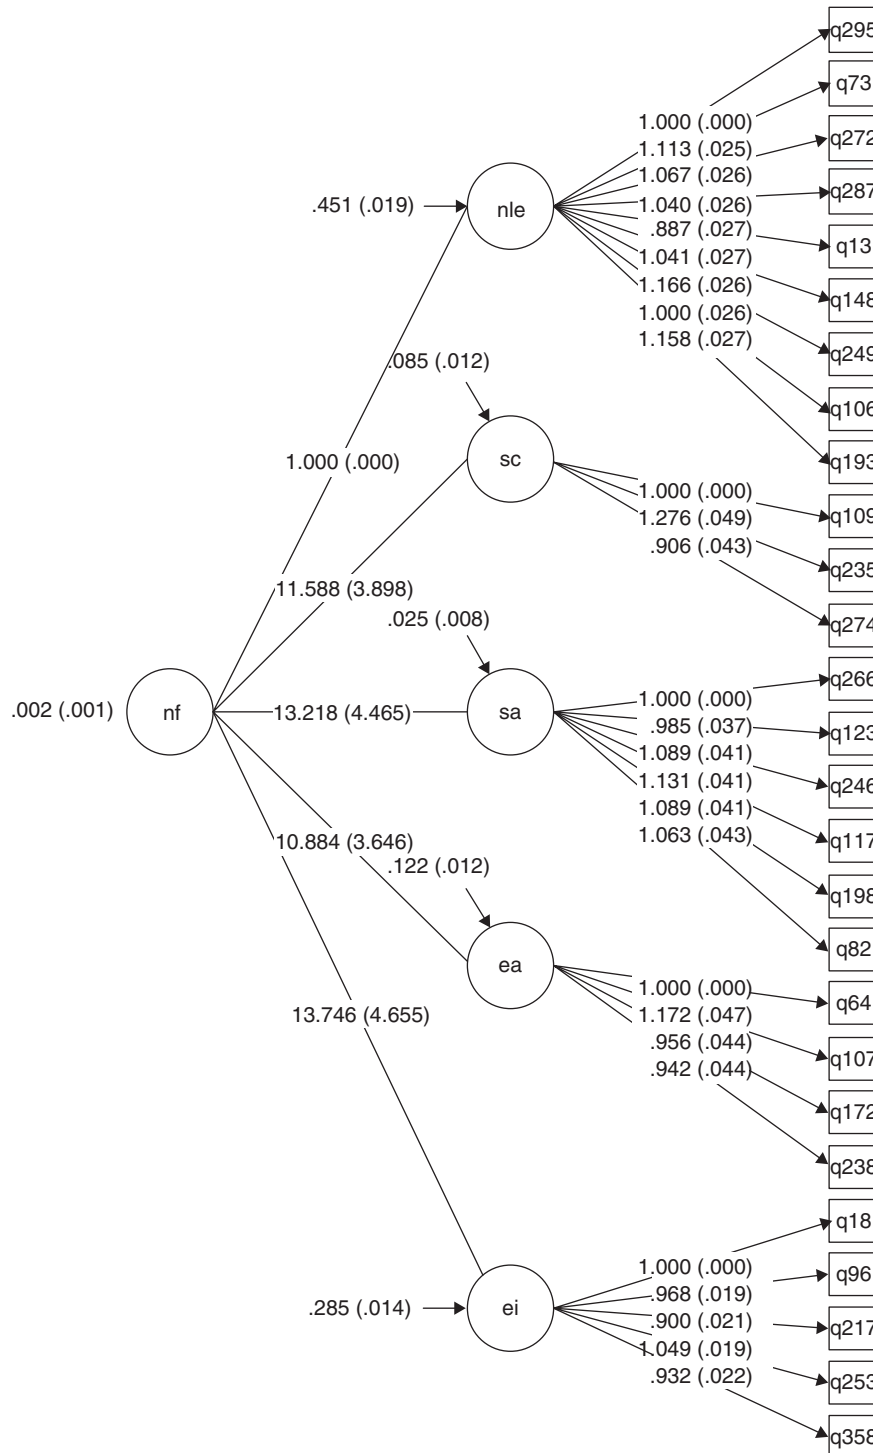 q295
q73
1.000 (.000)
q272
1.113 (.025)
1.067 (.026)
q287
.451 (.019)
nle
1.040 (.026)
.887 (.027)
q13
1.041 (.027)
1.166 (.026)
q148
1.000 (.026)
1.158 (.027)
q249
.085 (.012)
q106
1.000 (.000)
sc
q193
1.000 (.000)
q109
1.276 (.049)
.906 (.043)
q235
11.588 (3.898)
.025 (.008)
q274
q266
1.000 (.000)
.002 (.001)
nf
13.218 (4.465)
sa
.985 (.037)
q123
1.089 (.041)
1.131 (.041)
q246
1.089 (.041)
1.063 (.043)
q117
10.884 (3.646)
.122 (.012)
q198
q82
ea
1.000 (.000)
q64
13.746 (4.655)
1.172 (.047)
.956 (.044)
q107
.942 (.044)
q172
q238
q18
1.000 (.000)
q96
.968 (.019)
.285 (.014)
ei
.900 (.021)
q217
1.049 (.019)
.932 (.022)
q253
q358